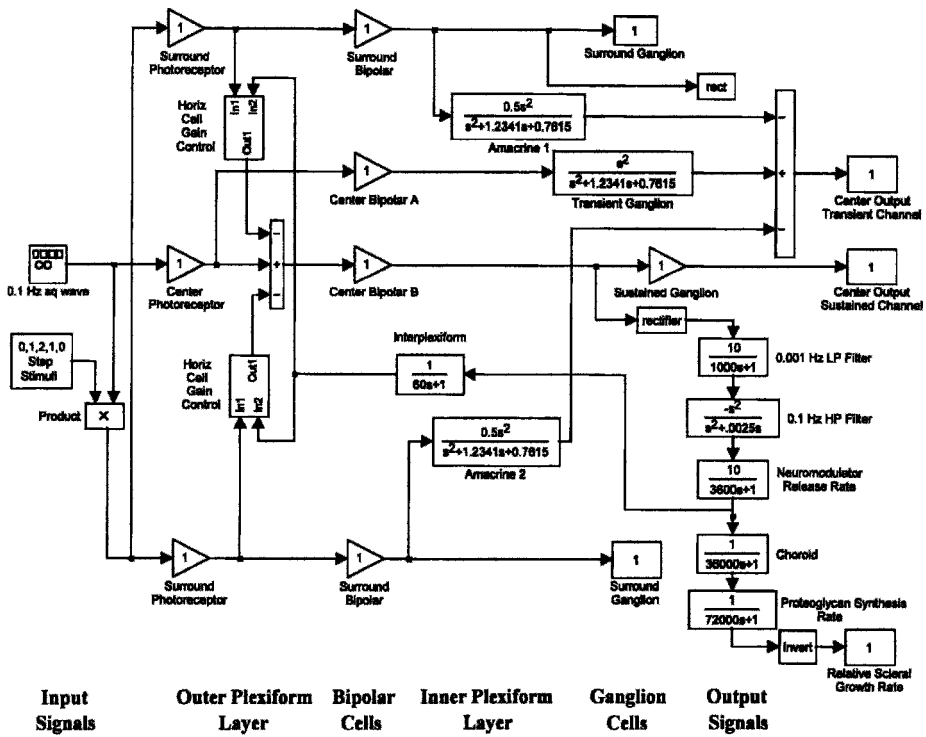 1
Surround
Photoreceptor
1
Surround
Bipolar
1
Surround Ganglion
rect
Horiz
Cell
Gain
Control
In1 In2
Out1
0.5s²
s²+1.2341s+0.7615
Amacrine 1
1
Center Bipolar A
s²
s²+1.2341s+0.7615
Transient Ganglion
−
+
−
1
Center Output
Transient Channel
0.1 Hz sq wave
1
Center
Photoreceptor
−
+
−
1
Center Bipolar B
1
Sustained Ganglion
1
Center Output
Sustained Channel
0,1,2,1,0
Step
Stimuli
Product
×
Horiz
Cell
Gain
Control
Out1
In1 In2
Interplexiform
1
60s+1
rectifier
10
1000s+1
0.001 Hz LP Filter
-s²
s²+.0025s
0.1 Hz HP Filter
0.5s²
s²+1.2341s+0.7615
Amacrine 2
10
3600s+1
Neuromodulator
Release Rate
1
Surround
Photoreceptor
1
Surround
Bipolar
1
Surround
Ganglion
1
36000s+1
Choroid
1
72000s+1
Proteoglycan Synthesis
Rate
Invert
1
Relative Scleral
Growth Rate
Input
Signals
Outer Plexiform
Layer
Bipolar
Cells
Inner Plexiform
Layer
Ganglion
Cells
Output
Signals